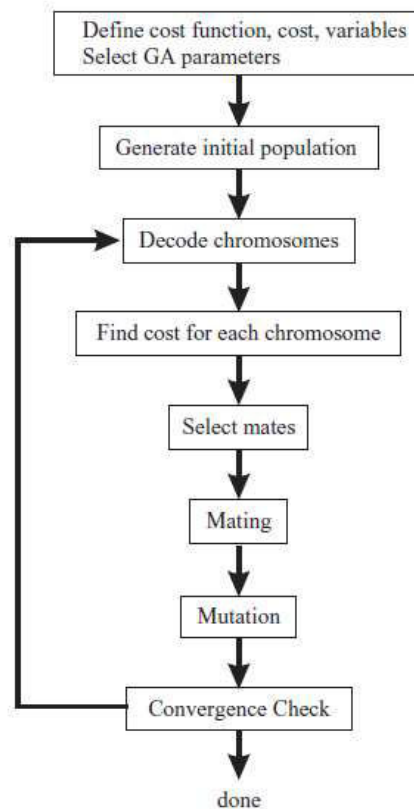 Define cost function, cost, variables
Select GA parameters
Generate initial population
Decode chromosomes
Find cost for each chromosome
Select mates
Mating
Mutation
Convergence Check
done